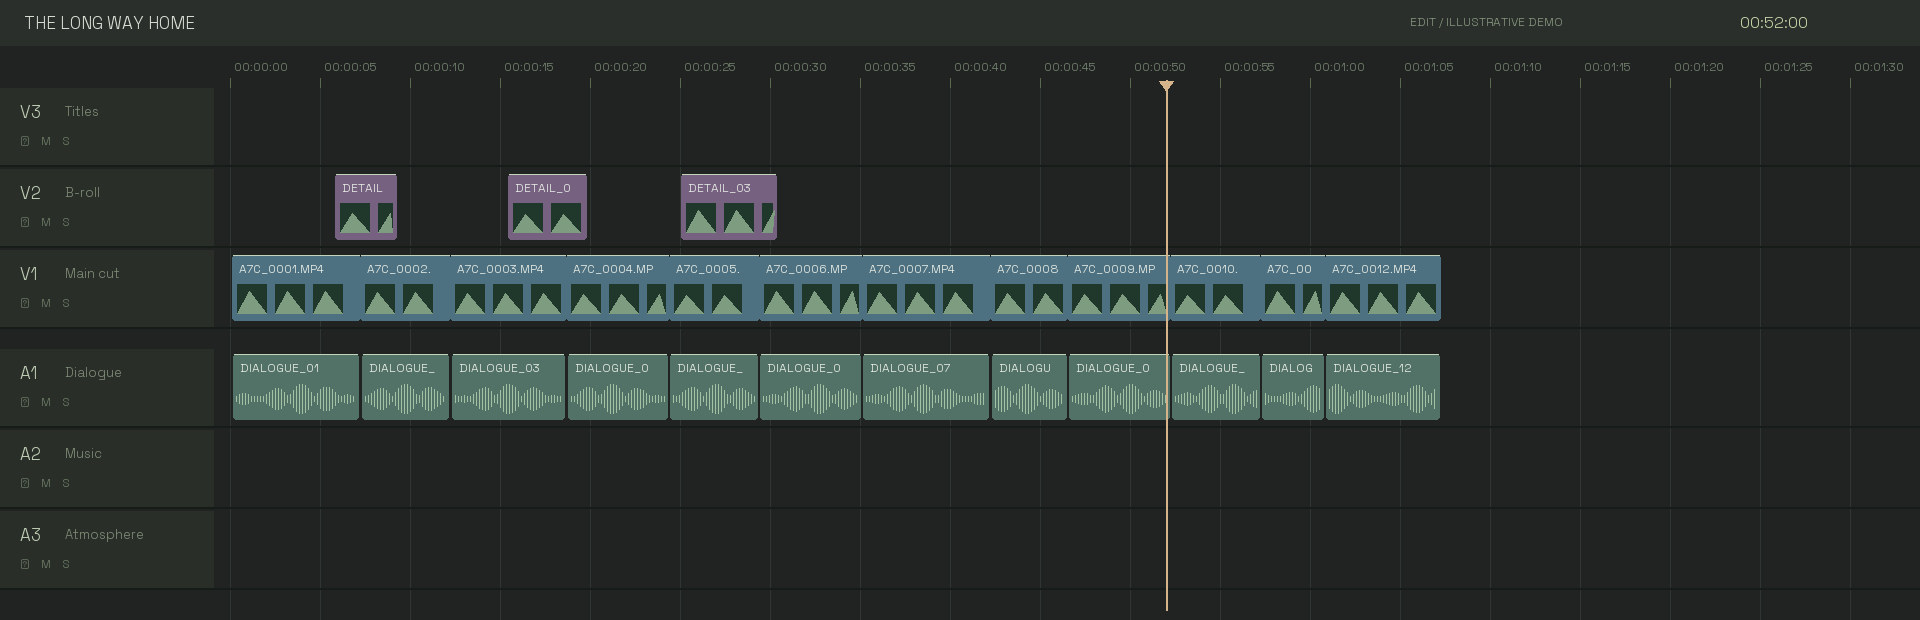 THE LONG WAY HOME
EDIT / ILLUSTRATIVE DEMO
00:52:00
00:00:00 00:00:05 00:00:10 00:00:15 00:00:20 00:00:25 00:00:30 00:00:35 00:00:40 00:00:45 00:00:50 00:00:55 00:01:00 00:01:05 00:01:10 00:01:15 00:01:20 00:01:25 00:01:30
V3 Titles
M S
V2 B-roll
M S
DETAIL DETAIL_0 DETAIL_03
V1 Main cut
M S
A7C_0001.MP4 A7C_0002. A7C_0003.MP4 A7C_0004.MP A7C_0005. A7C_0006.MP A7C_0007.MP4 A7C_0008 A7C_0009.MP A7C_0010. A7C_00 A7C_0012.MP4
A1 Dialogue
M S
DIALOGUE_01 DIALOGUE_ DIALOGUE_03 DIALOGUE_0 DIALOGUE_ DIALOGUE_0 DIALOGUE_07 DIALOGU DIALOGUE_0 DIALOGUE_ DIALOG DIALOGUE_12
A2 Music
M S
A3 Atmosphere
M S